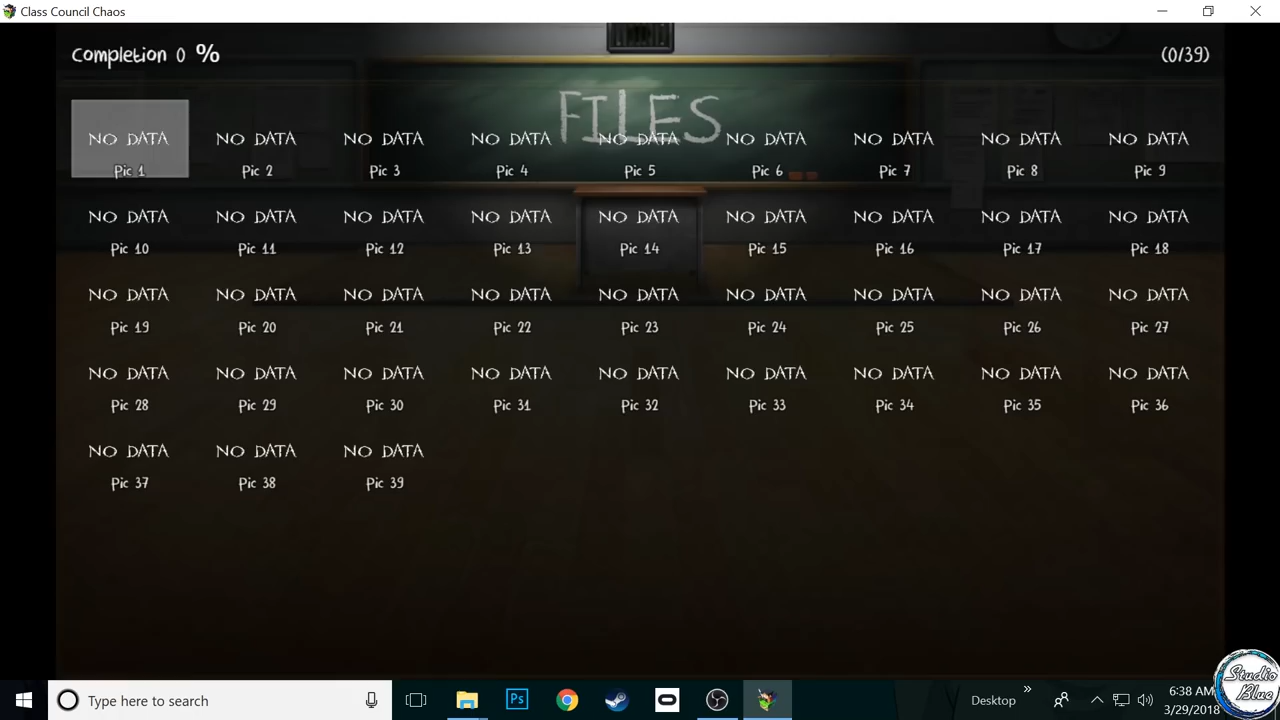 Class Council Chaos
Completion 0 % (0/39)
FILES
NO DATA NO DATA NO DATA NO DATA NO DATA NO DATA NO DATA NO DATA NO DATA
Pic 1 Pic 2 Pic 3 Pic 4 Pic 5 Pic 6 Pic 7 Pic 8 Pic 9
NO DATA NO DATA NO DATA NO DATA NO DATA NO DATA NO DATA NO DATA NO DATA
Pic 10 Pic 11 Pic 12 Pic 13 Pic 14 Pic 15 Pic 16 Pic 17 Pic 18
NO DATA NO DATA NO DATA NO DATA NO DATA NO DATA NO DATA NO DATA NO DATA
Pic 19 Pic 20 Pic 21 Pic 22 Pic 23 Pic 24 Pic 25 Pic 26 Pic 27
NO DATA NO DATA NO DATA NO DATA NO DATA NO DATA NO DATA NO DATA NO DATA
Pic 28 Pic 29 Pic 30 Pic 31 Pic 32 Pic 33 Pic 34 Pic 35 Pic 36
NO DATA NO DATA NO DATA
Pic 37 Pic 38 Pic 39
Type here to search Ps Desktop 6:38 AM
3/29/2018
Studio
Blue